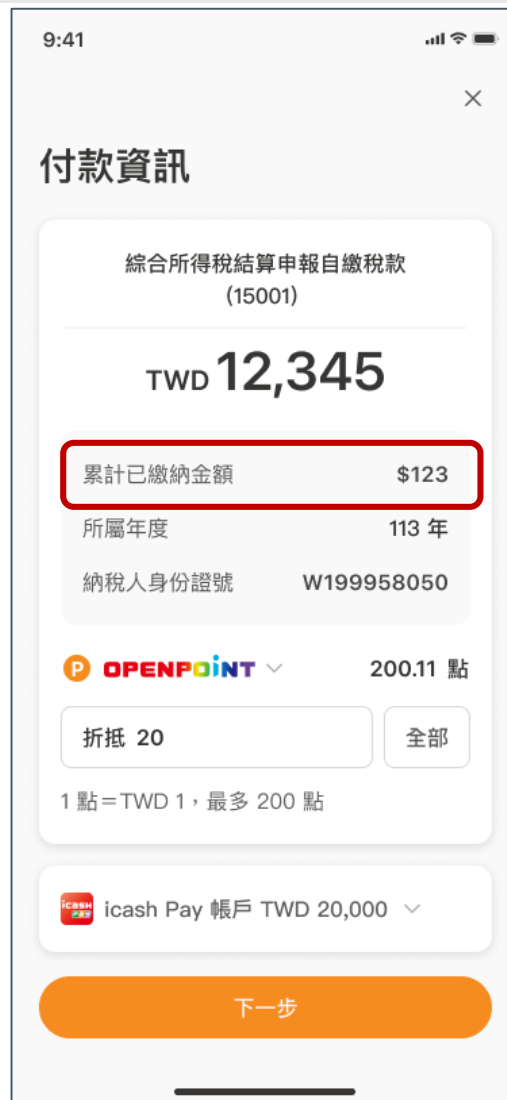 9:41
付款資訊
綜合所得稅結算申報自繳稅款
(15001)
TWD 12,345
累計已繳納金額 $123
所屬年度 113 年
納稅人身份證號 W199958050
P OPENPOINT 200.11 點
折抵 20 全部
1 點＝TWD 1，最多 200 點
icash Pay 帳戶 TWD 20,000
下一步